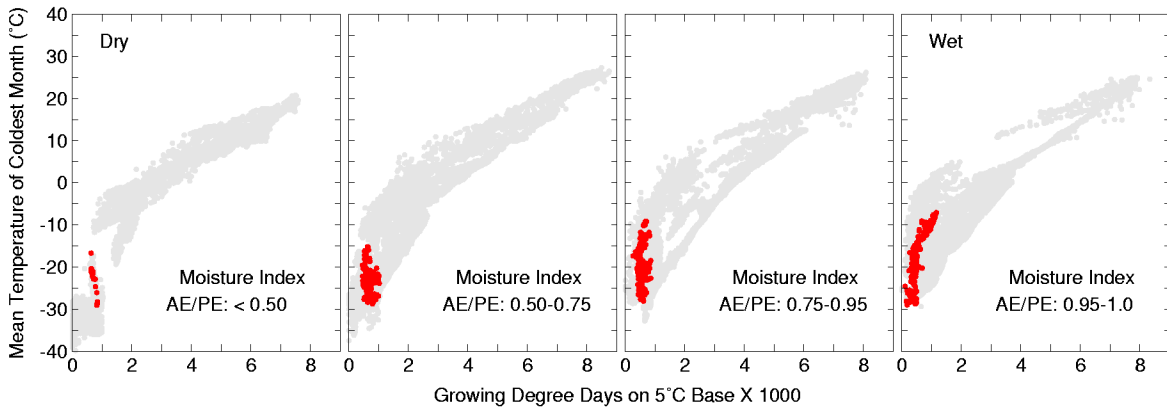 Mean Temperature of Coldest Month (°C)
40
30
20
10
0
-10
-20
-30
-40
Dry
Moisture Index
AE/PE: < 0.50
0 2 4 6 8
Moisture Index
AE/PE: 0.50-0.75
0 2 4 6 8
Moisture Index
AE/PE: 0.75-0.95
0 2 4 6 8
Wet
Moisture Index
AE/PE: 0.95-1.0
0 2 4 6 8
Growing Degree Days on 5°C Base X 1000